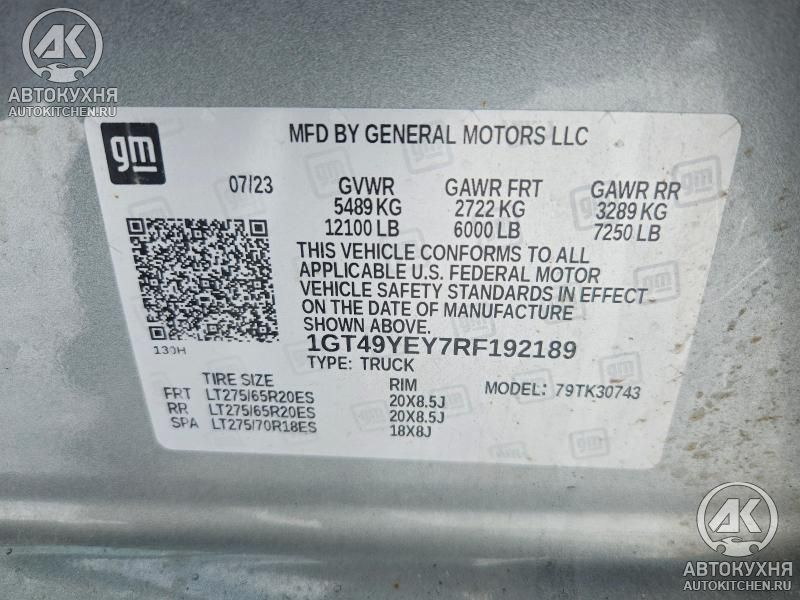 АК
АВТОКУХНЯ
AUTOKITCHEN.RU
gm
MFD BY GENERAL MOTORS LLC
07/23 GVWR GAWR FRT GAWR RR
5489 KG 2722 KG 3289 KG
12100 LB 6000 LB 7250 LB
THIS VEHICLE CONFORMS TO ALL
APPLICABLE U.S. FEDERAL MOTOR
VEHICLE SAFETY STANDARDS IN EFFECT
ON THE DATE OF MANUFACTURE
SHOWN ABOVE.
130H
1GT49YEY7RF192189
TYPE: TRUCK
TIRE SIZE RIM MODEL: 79TK30743
FRT LT275/65R20ES 20X8.5J
RR LT275/65R20ES 20X8.5J
SPA LT275/70R18ES 18X8J
АК
АВТОКУХНЯ
AUTOKITCHEN.RU